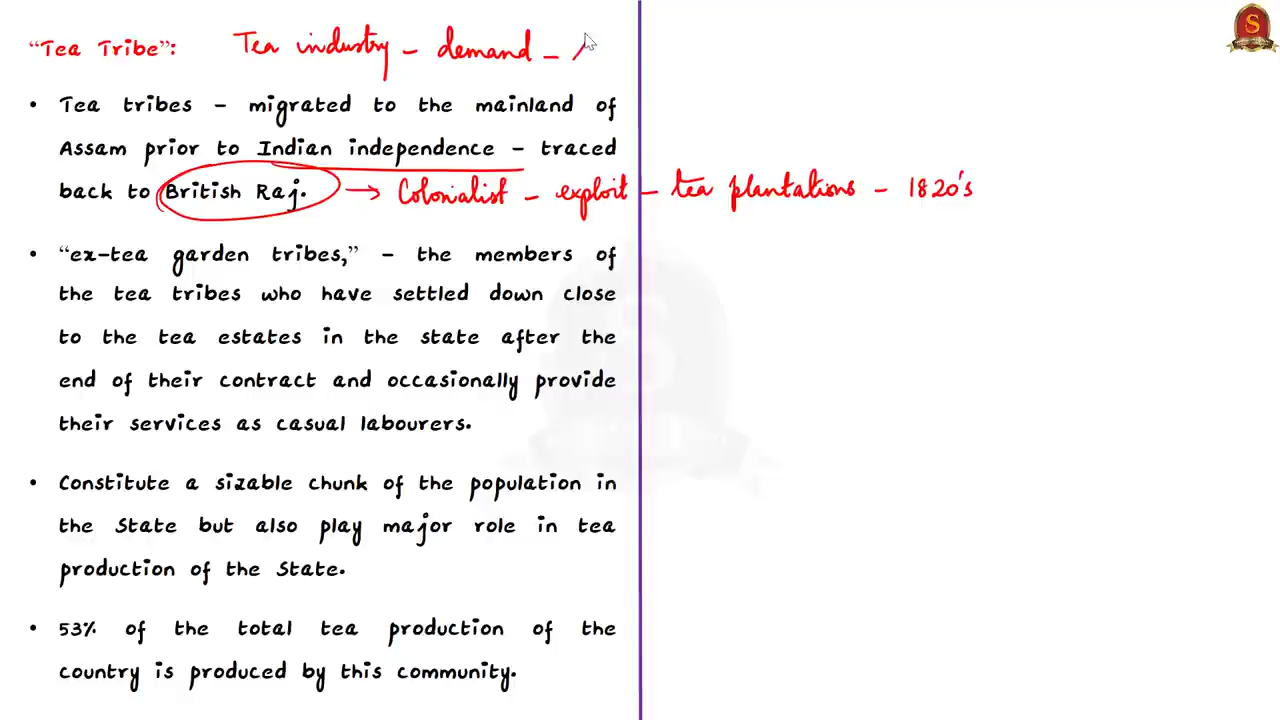 "Tea Tribe": Tea industry – demand –
• Tea tribes – migrated to the mainland of
Assam prior to Indian independence – traced
back to British Raj. → Colonialist – exploit – tea plantations – 1820's
• "ex-tea garden tribes," – the members of
the tea tribes who have settled down close
to the tea estates in the state after the
end of their contract and occasionally provide
their services as casual labourers.
• Constitute a sizable chunk of the population in
the State but also play major role in tea
production of the State.
• 53% of the total tea production of the
country is produced by this community.
S